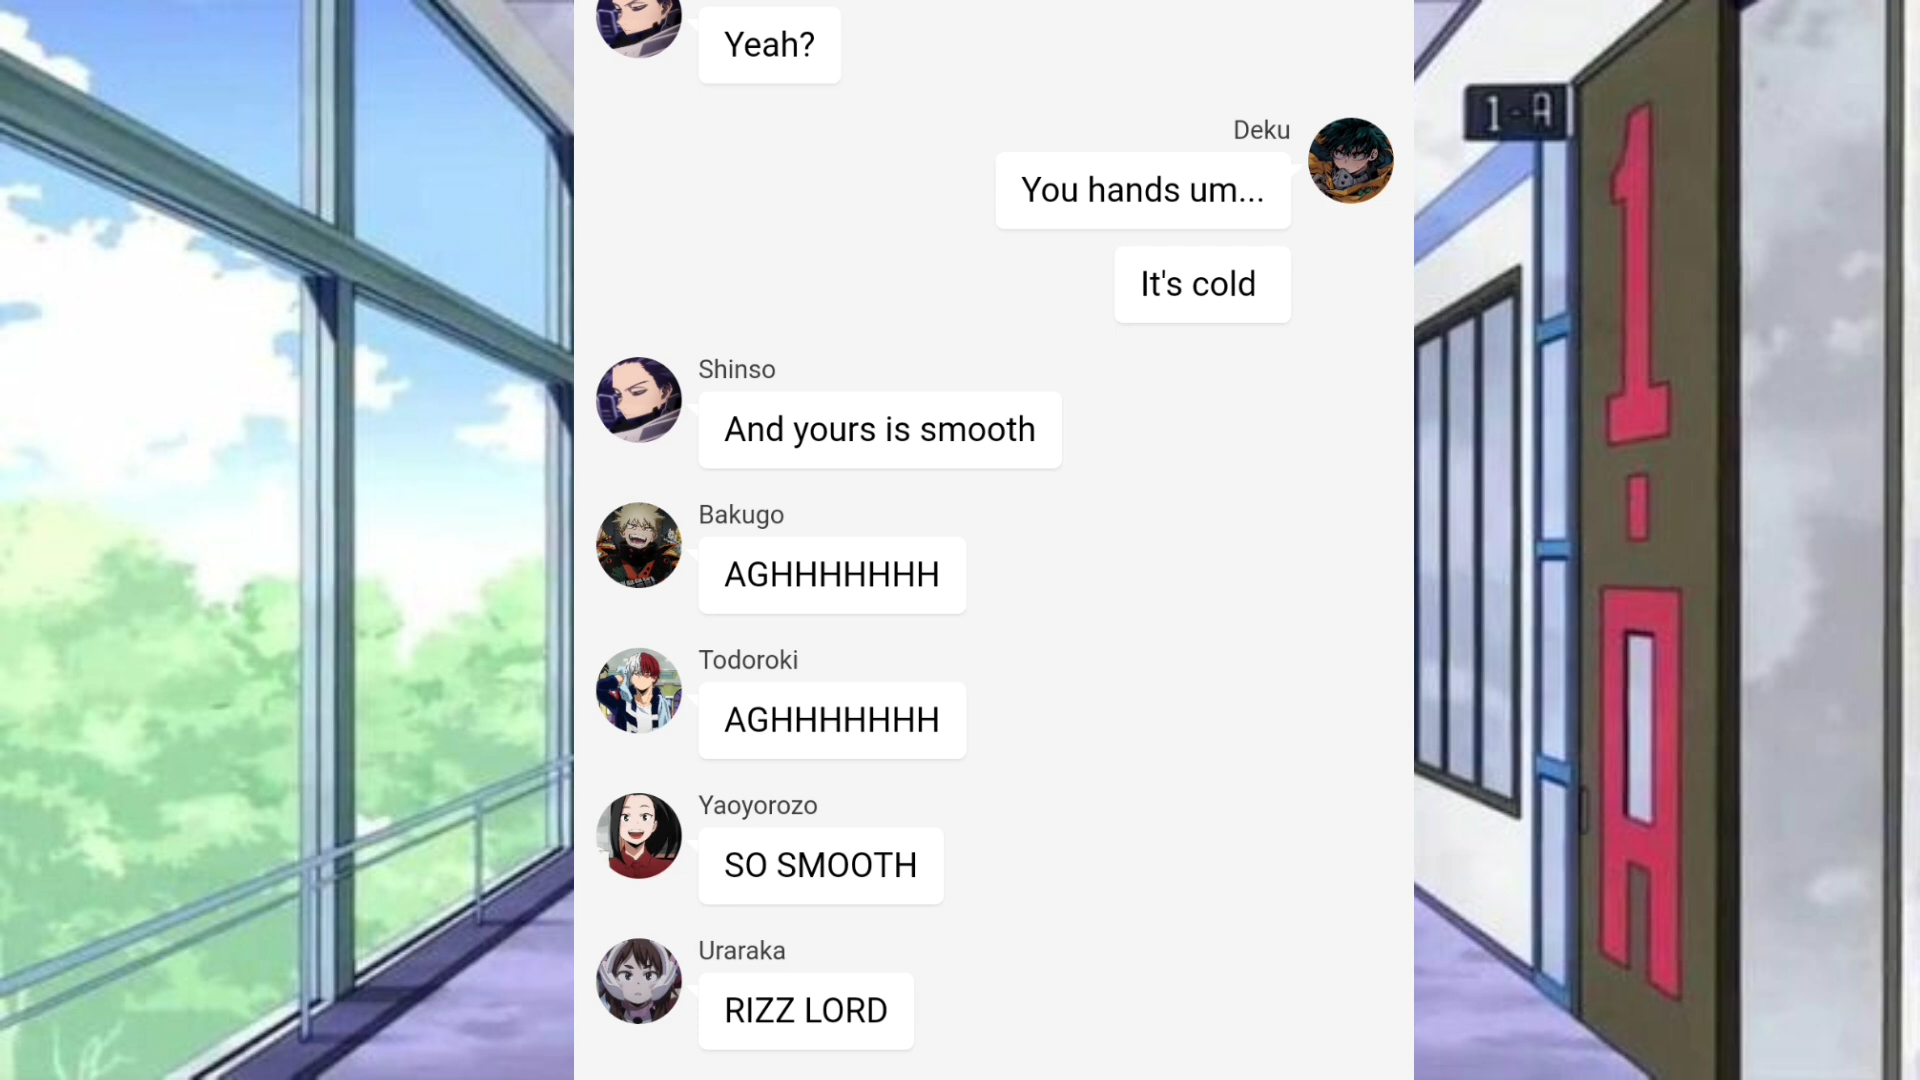 Yeah?
1-A
Deku
You hands um...
It's cold
Shinso
And yours is smooth
Bakugo
AGHHHHHHH
Todoroki
AGHHHHHHH
Yaoyorozo
SO SMOOTH
Uraraka
RIZZ LORD
1-A